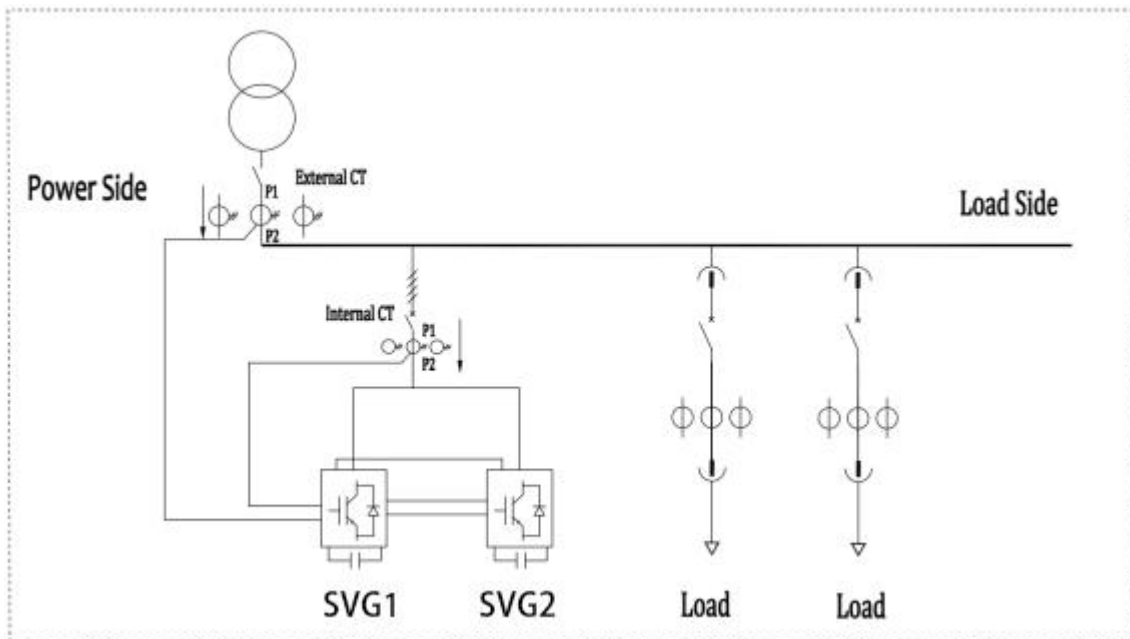 External CT
P1
Power Side
Load Side
P2
Internal CT
P1
P2
SVG1
SVG2
Load
Load